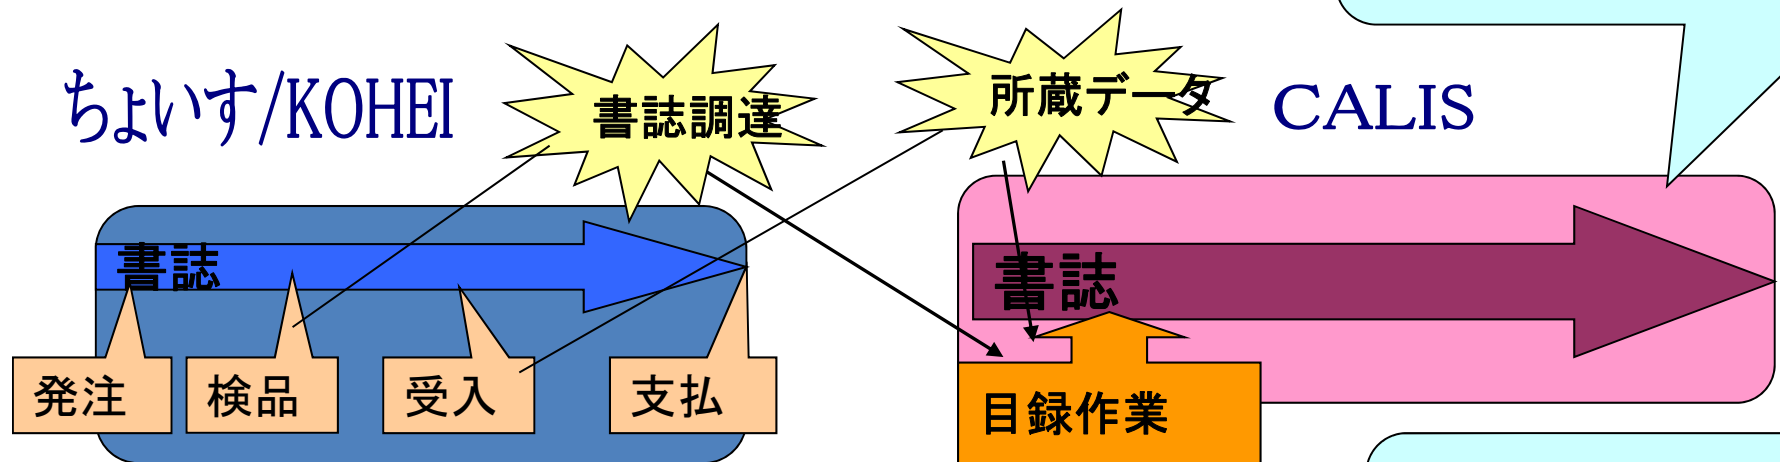 ちょいす/KOHEI
書誌調達
所蔵データ
CALIS
書誌
書誌
発注
検品
受入
支払
目録作業